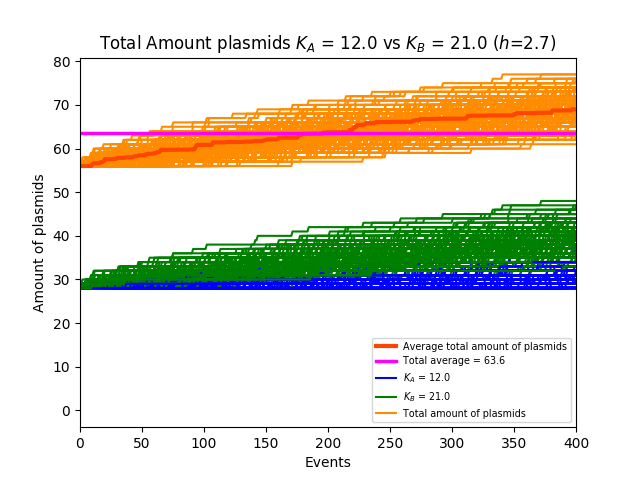 Total Amount plasmids K_A = 12.0 vs K_B = 21.0 (h=2.7)
80
70
60
50
40
30
20
10
0
Amount of plasmids
Average total amount of plasmids
Total average = 63.6
K_A = 12.0
K_B = 21.0
Total amount of plasmids
0 50 100 150 200 250 300 350 400
Events